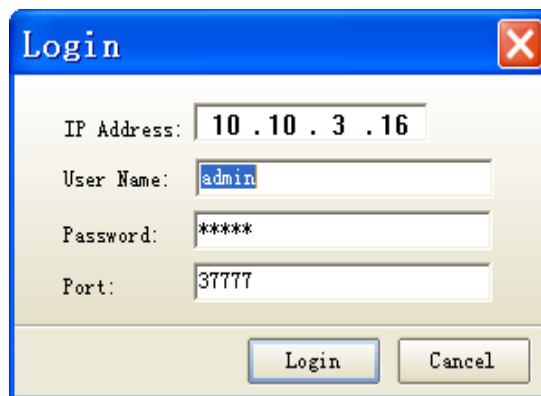 Login
IP Address: 10 .10 . 3 .16
User Name: admin
Password: *****
Port: 37777
Login Cancel